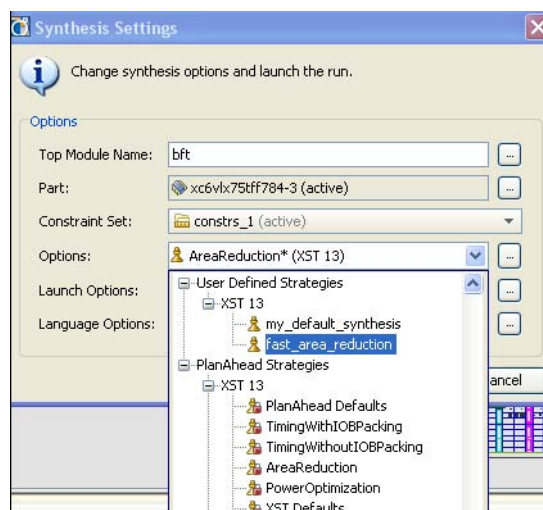 Synthesis Settings
Change synthesis options and launch the run.
Options
Top Module Name: bft ...
Part: xc6vlx75tff784-3 (active) ...
Constraint Set: constrs_1 (active)
Options: AreaReduction* (XST 13) ...
Launch Options: ...
Language Options: ...
User Defined Strategies
XST 13
my_default_synthesis
fast_area_reduction
PlanAhead Strategies
XST 13
PlanAhead Defaults
TimingWithIOBPacking
TimingWithoutIOBPacking
AreaReduction
PowerOptimization
XST Defaults
ancel